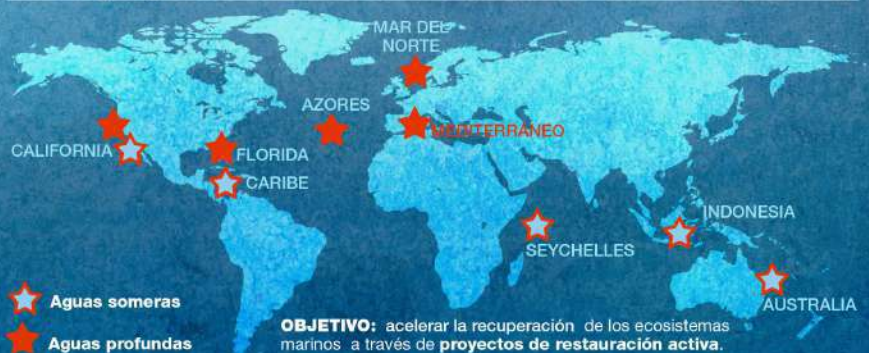 MAR DEL
NORTE
AZORES
MEDITERRANEO
CALIFORNIA
FLORIDA
CARIBE
INDONESIA
SEYCHELLES
AUSTRALIA
Aguas someras
Aguas profundas
OBJETIVO: acelerar la recuperación de los ecosistemas
marinos a través de proyectos de restauración activa.